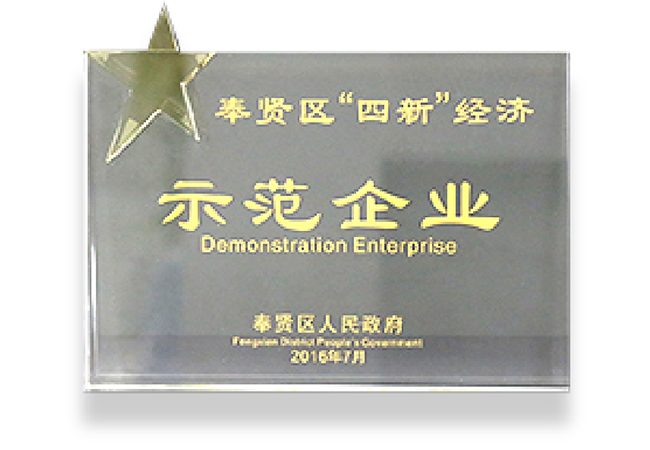 奉贤区“四新”经济
示范企业
Demonstration Enterprise
奉贤区人民政府
Fengxian District People's Government
2016年7月